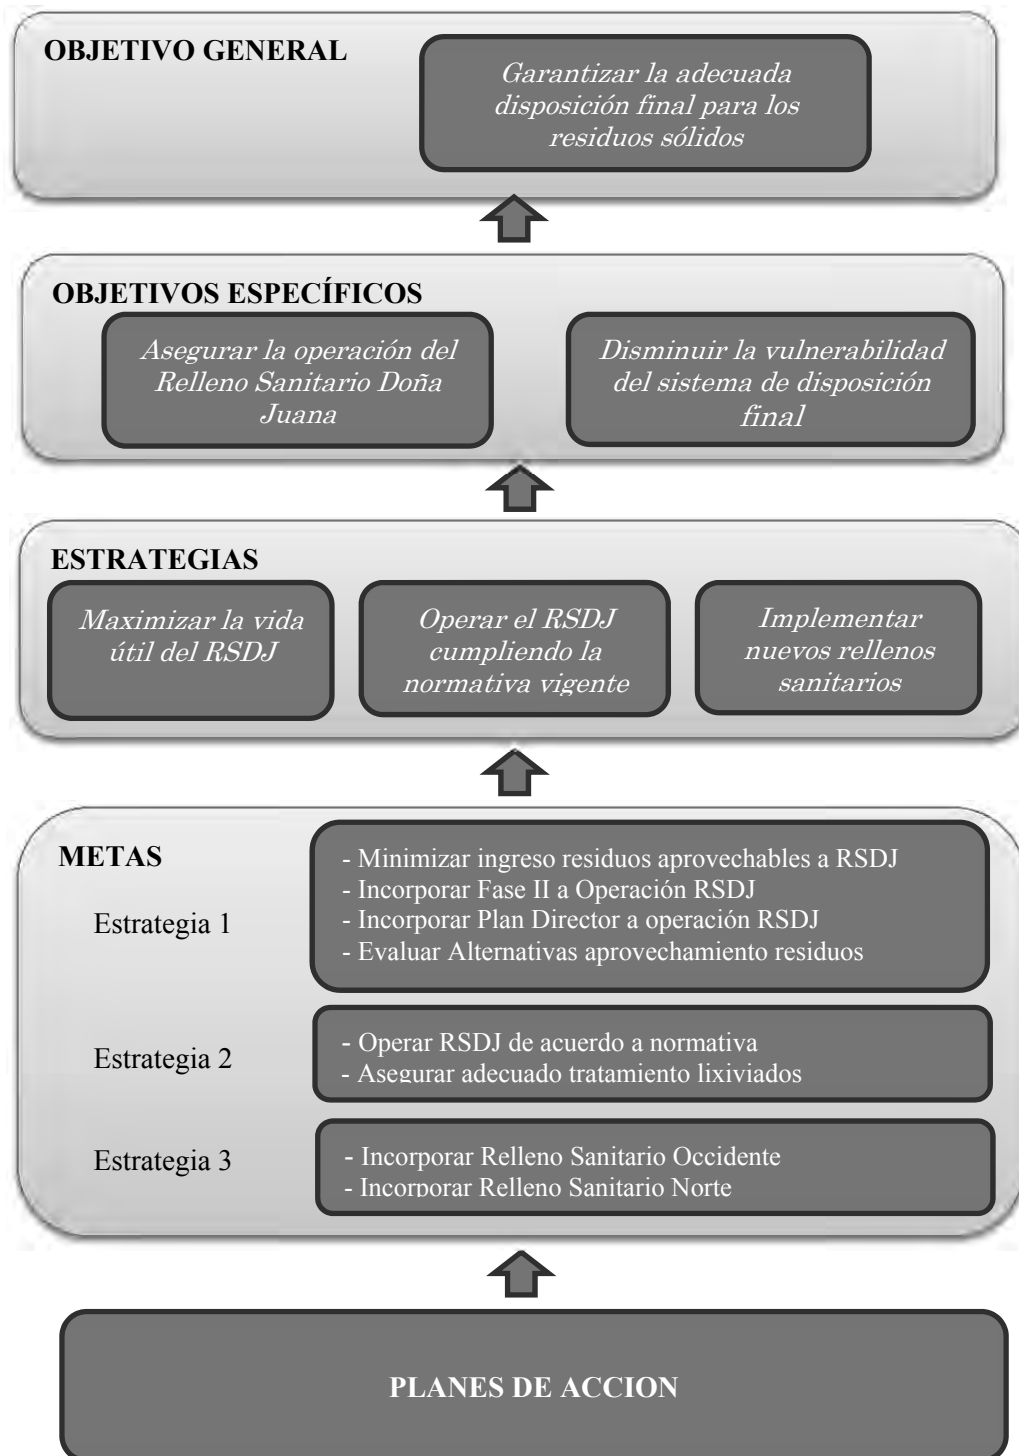 OBJETIVO GENERAL
Garantizar la adecuada
disposición final para los
residuos sólidos
OBJETIVOS ESPECÍFICOS
Asegurar la operación del
Relleno Sanitario Doña
Juana
Disminuir la vulnerabilidad
del sistema de disposición
final
ESTRATEGIAS
Maximizar la vida
útil del RSDJ
Operar el RSDJ
cumpliendo la
normativa vigente
Implementar
nuevos rellenos
sanitarios
METAS
Estrategia 1
- Minimizar ingreso residuos aprovechables a RSDJ
- Incorporar Fase II a Operación RSDJ
- Incorporar Plan Director a operación RSDJ
- Evaluar Alternativas aprovechamiento residuos
Estrategia 2
- Operar RSDJ de acuerdo a normativa
- Asegurar adecuado tratamiento lixiviados
Estrategia 3
- Incorporar Relleno Sanitario Occidente
- Incorporar Relleno Sanitario Norte
PLANES DE ACCION